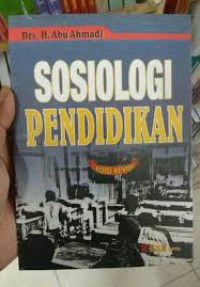 Drs. H. Abu Ahmadi
SOSIOLOGI
PENDIDIKAN